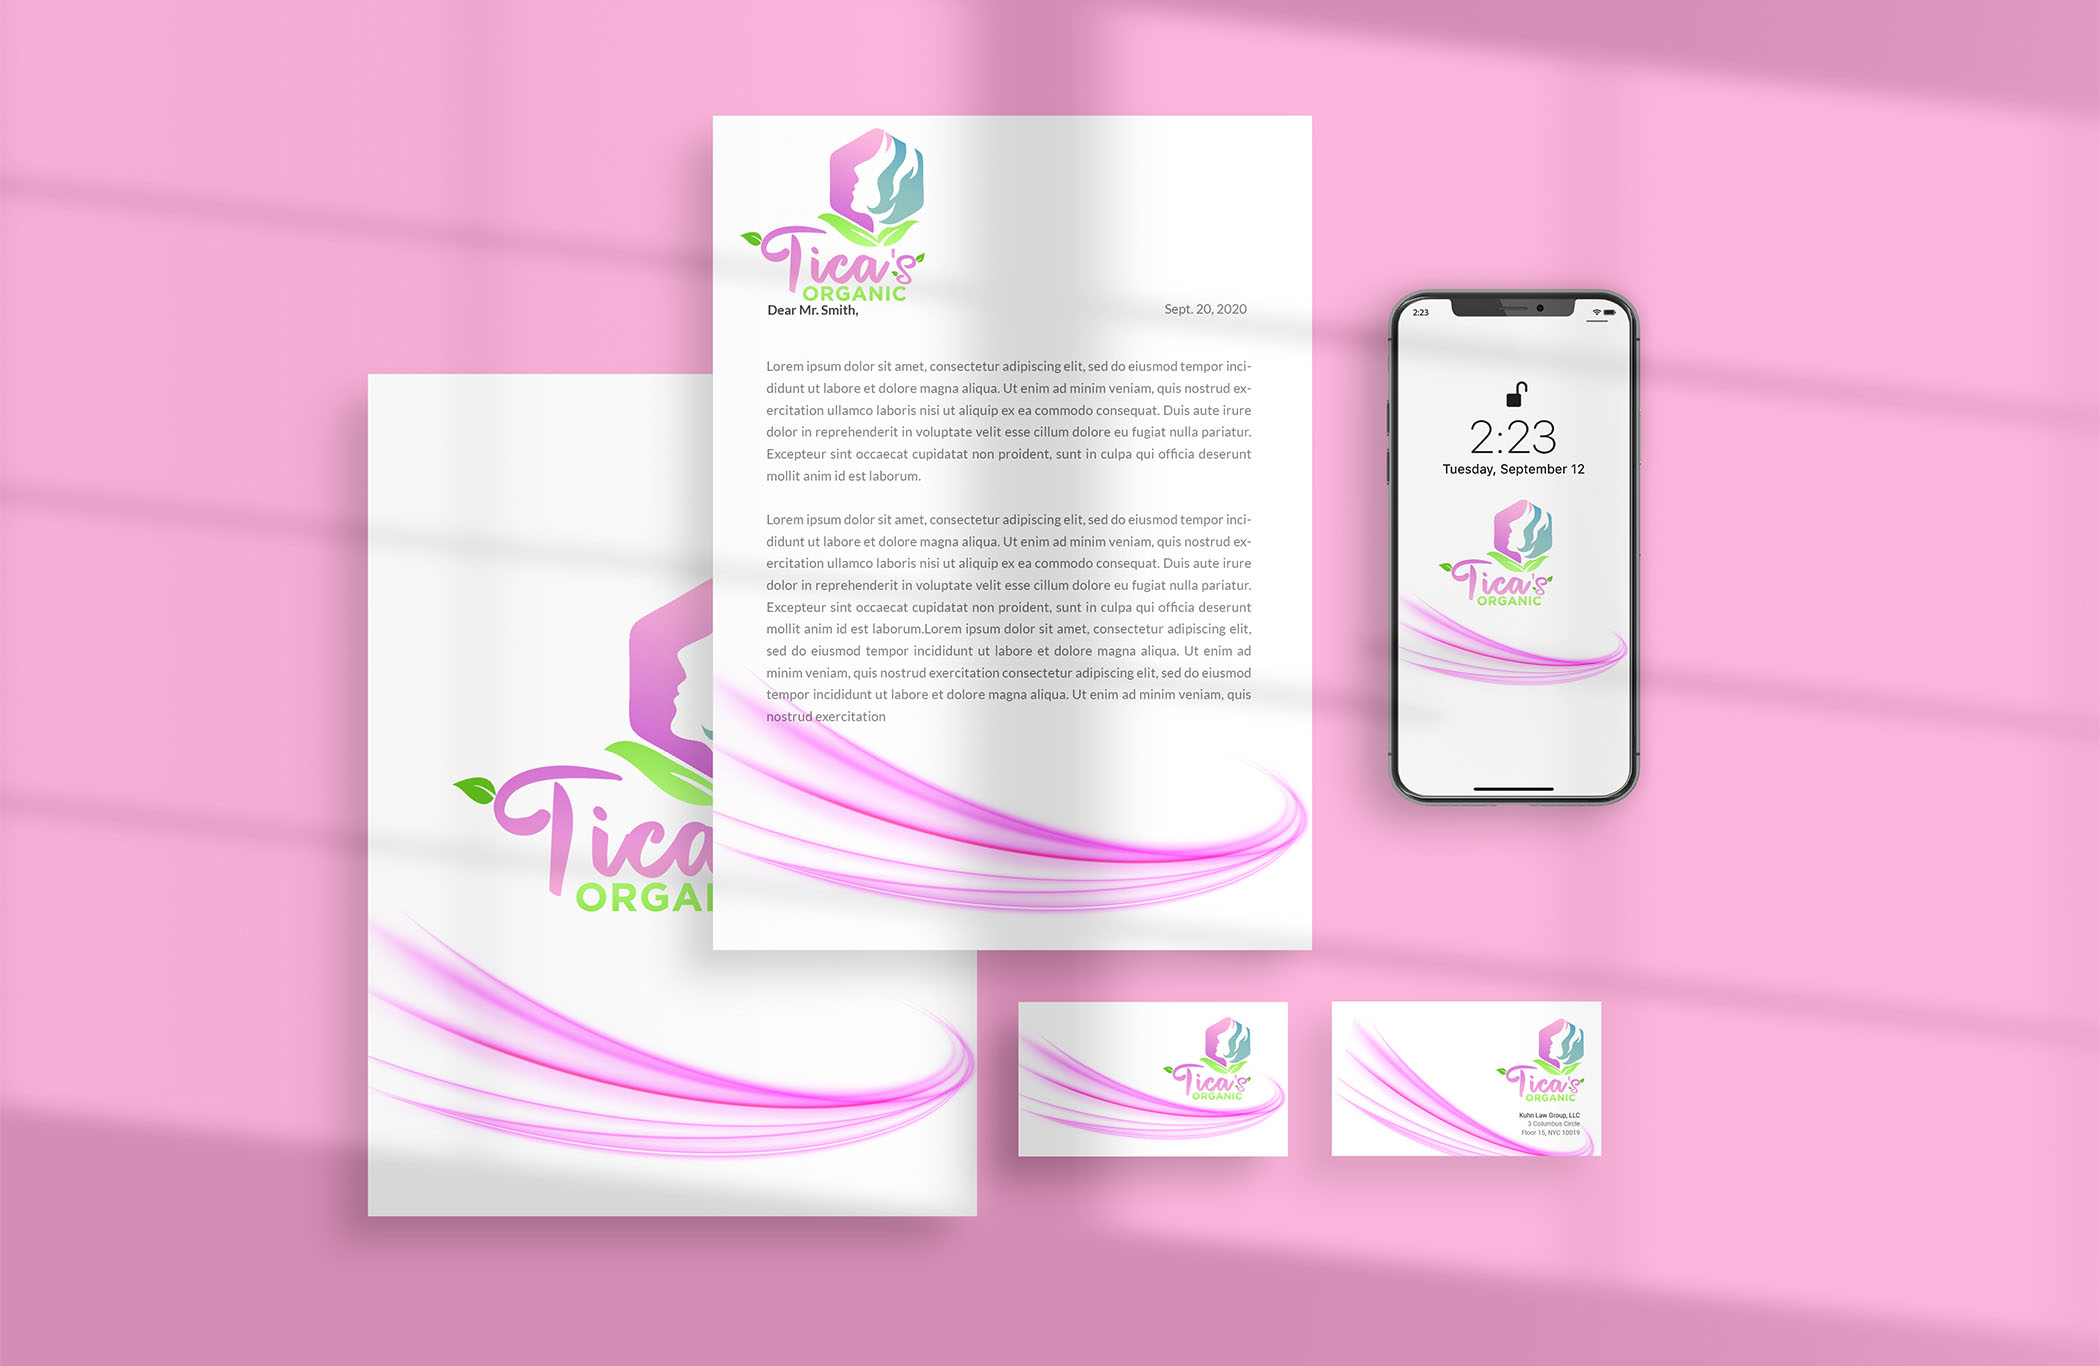 Tica's
ORGANIC
Dear Mr. Smith,
Sept. 20, 2020
Lorem ipsum dolor sit amet, consectetur adipiscing elit, sed do eiusmod tempor inci-
didunt ut labore et dolore magna aliqua. Ut enim ad minim veniam, quis nostrud ex-
ercitation ullamco laboris nisi ut aliquip ex ea commodo consequat. Duis aute irure
dolor in reprehenderit in voluptate velit esse cillum dolore eu fugiat nulla pariatur.
Excepteur sint occaecat cupidatat non proident, sunt in culpa qui officia deserunt
mollit anim id est laborum.
Lorem ipsum dolor sit amet, consectetur adipiscing elit, sed do eiusmod tempor inci-
didunt ut labore et dolore magna aliqua. Ut enim ad minim veniam, quis nostrud ex-
ercitation ullamco laboris nisi ut aliquip ex ea commodo consequat. Duis aute irure
dolor in reprehenderit in voluptate velit esse cillum dolore eu fugiat nulla pariatur.
Excepteur sint occaecat cupidatat non proident, sunt in culpa qui officia deserunt
mollit anim id est laborum.Lorem ipsum dolor sit amet, consectetur adipiscing elit,
sed do eiusmod tempor incididunt ut labore et dolore magna aliqua. Ut enim ad
minim veniam, quis nostrud exercitation consectetur adipiscing elit, sed do eiusmod
tempor incididunt ut labore et dolore magna aliqua. Ut enim ad minim veniam, quis
nostrud exercitation
Tica
ORGAI
2:23
2:23
Tuesday, September 12
Tica's
ORGANIC
Tica's
ORGANIC
Tica's
ORGANIC
Kuhn Law Group, LLC
3 Columbus Circle
Floor 15, NYC 10019